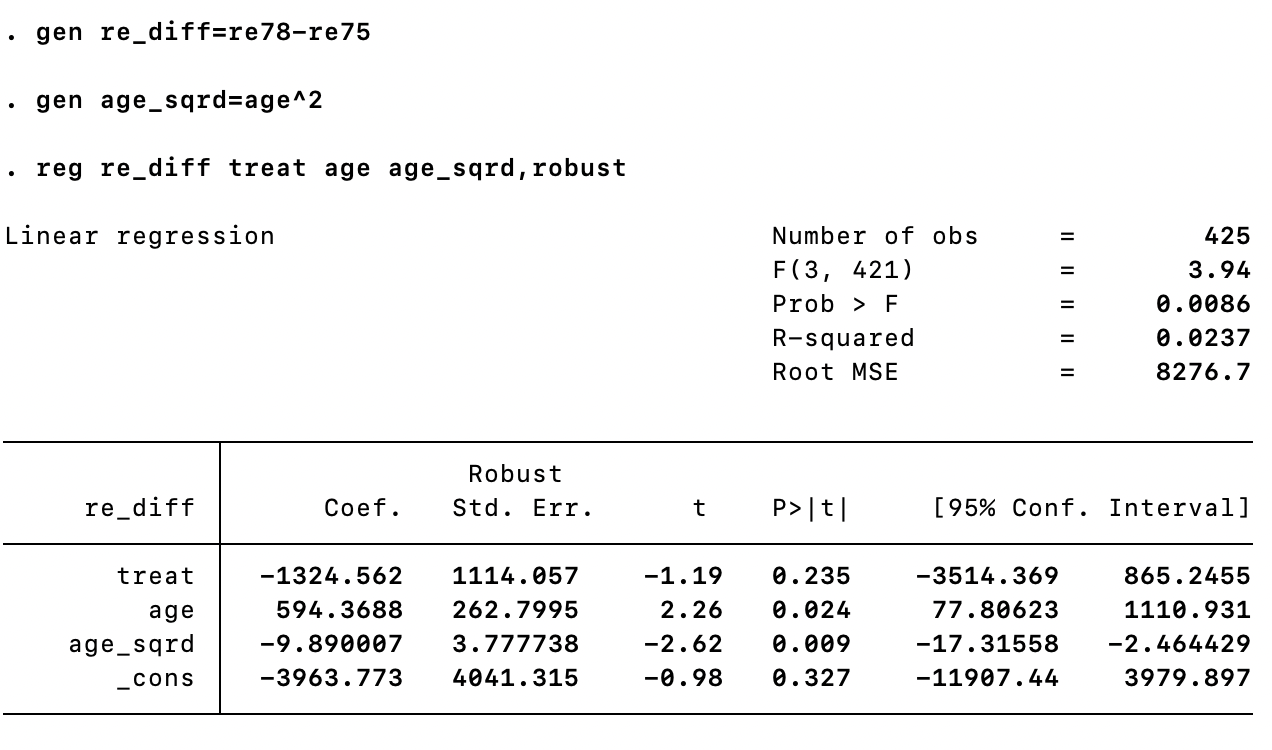 . gen re_diff=re78-re75
. gen age_sqrd=age^2
. reg re_diff treat age age_sqrd,robust
Linear regression Number of obs = 425
F(3, 421) = 3.94
Prob > F = 0.0086
R-squared = 0.0237
Root MSE = 8276.7
Robust
re_diff Coef. Std. Err. t P>|t| [95% Conf. Interval]
treat -1324.562 1114.057 -1.19 0.235 -3514.369 865.2455
age 594.3688 262.7995 2.26 0.024 77.80623 1110.931
age_sqrd -9.890007 3.777738 -2.62 0.009 -17.31558 -2.464429
_cons -3963.773 4041.315 -0.98 0.327 -11907.44 3979.897